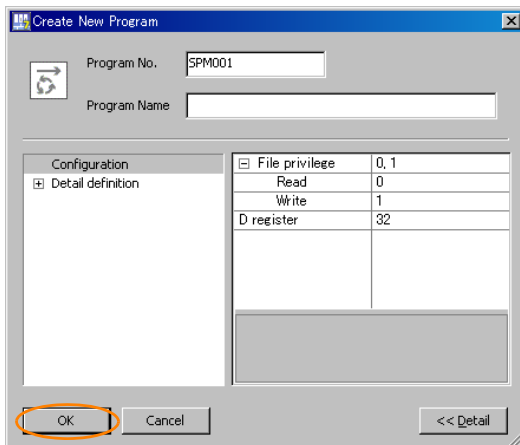 Create New Program
Program No. SPM001
Program Name
Configuration
Detail definition
File privilege 0, 1
Read 0
Write 1
D register 32
OK Cancel << Detail